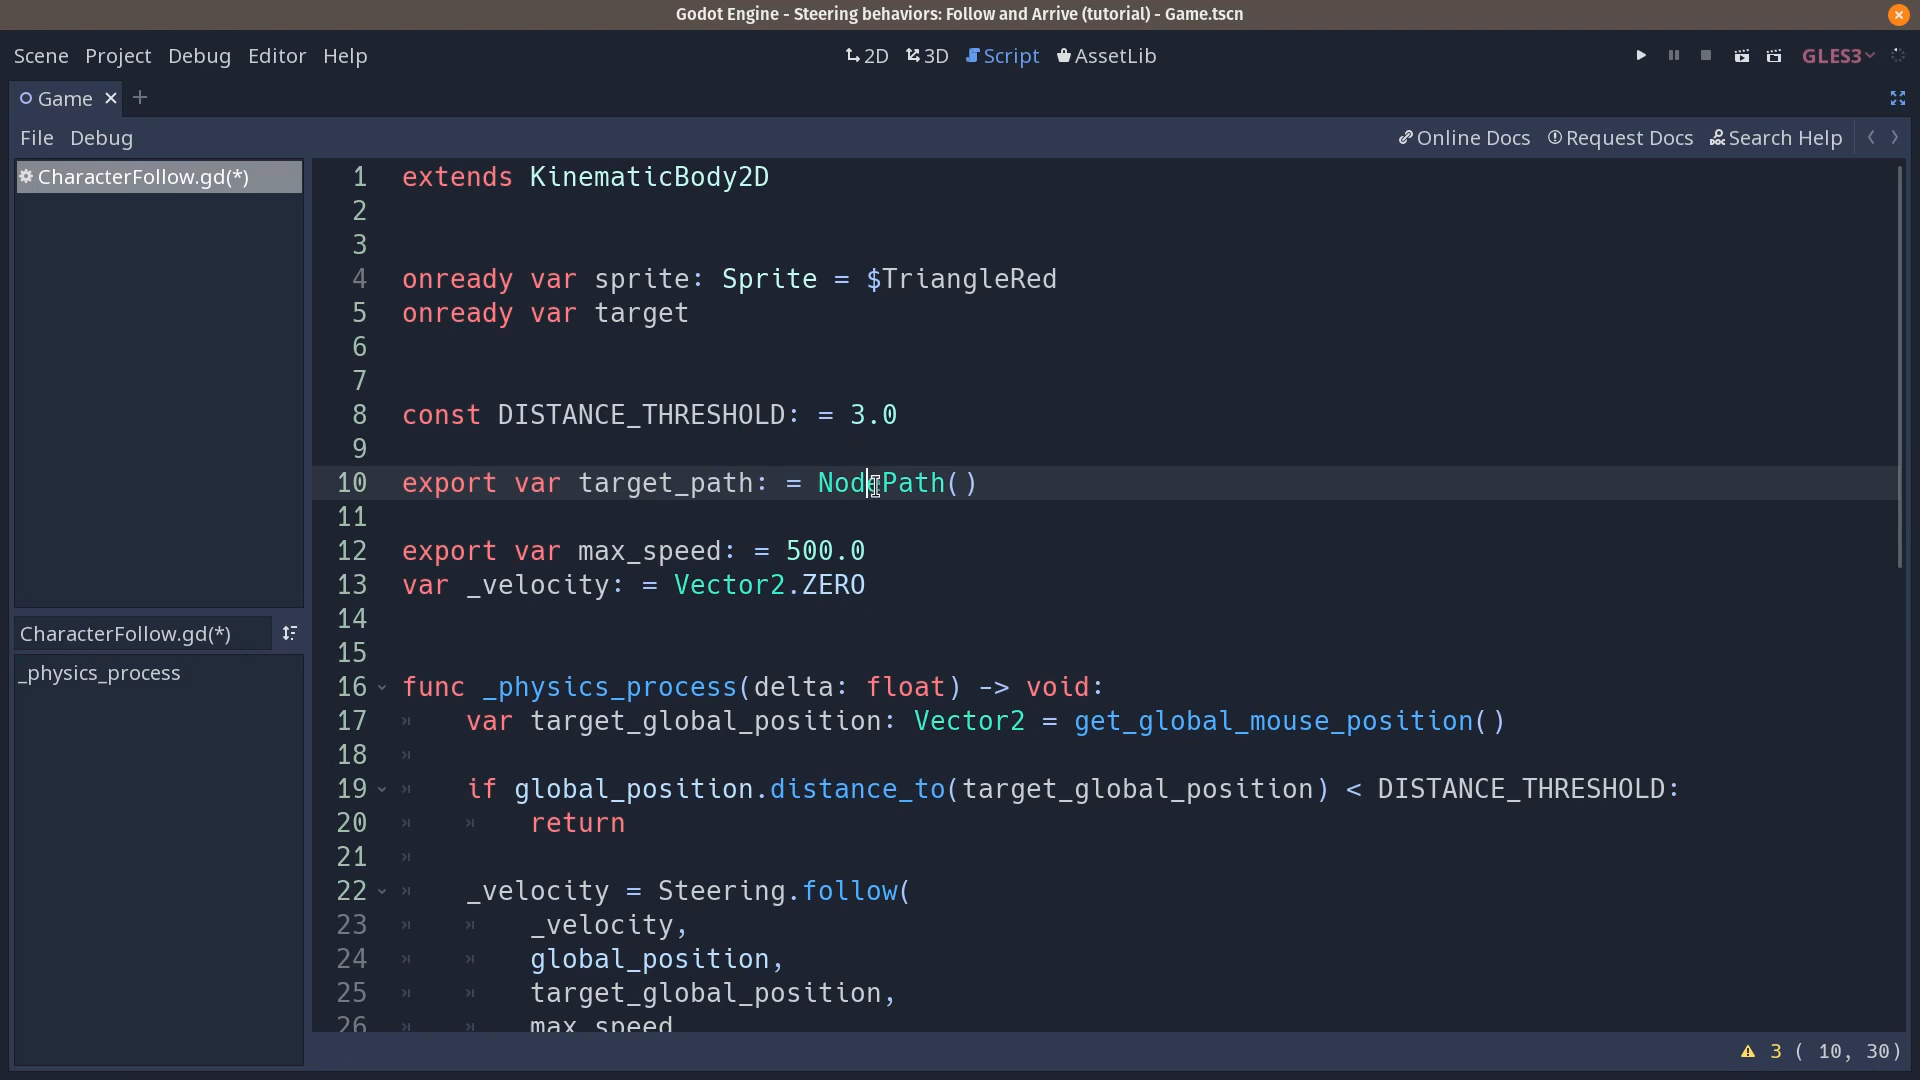 Godot Engine - Steering behaviors: Follow and Arrive (tutorial) - Game.tscn
Scene Project Debug Editor Help 2D 3D Script AssetLib GLES3
Game
File Debug Online Docs Request Docs Search Help
CharacterFollow.gd(*)
CharacterFollow.gd(*)
_physics_process
1 extends KinematicBody2D
2
3
4 onready var sprite: Sprite = $TriangleRed
5 onready var target
6
7
8 const DISTANCE_THRESHOLD: = 3.0
9
10 export var target_path: = NodePath()
11
12 export var max_speed: = 500.0
13 var _velocity: = Vector2.ZERO
14
15
16 func _physics_process(delta: float) -> void:
17 var target_global_position: Vector2 = get_global_mouse_position()
18
19 if global_position.distance_to(target_global_position) < DISTANCE_THRESHOLD:
20 return
21
22 _velocity = Steering.follow(
23 _velocity,
24 global_position,
25 target_global_position,
26 max_speed
3 ( 10, 30)